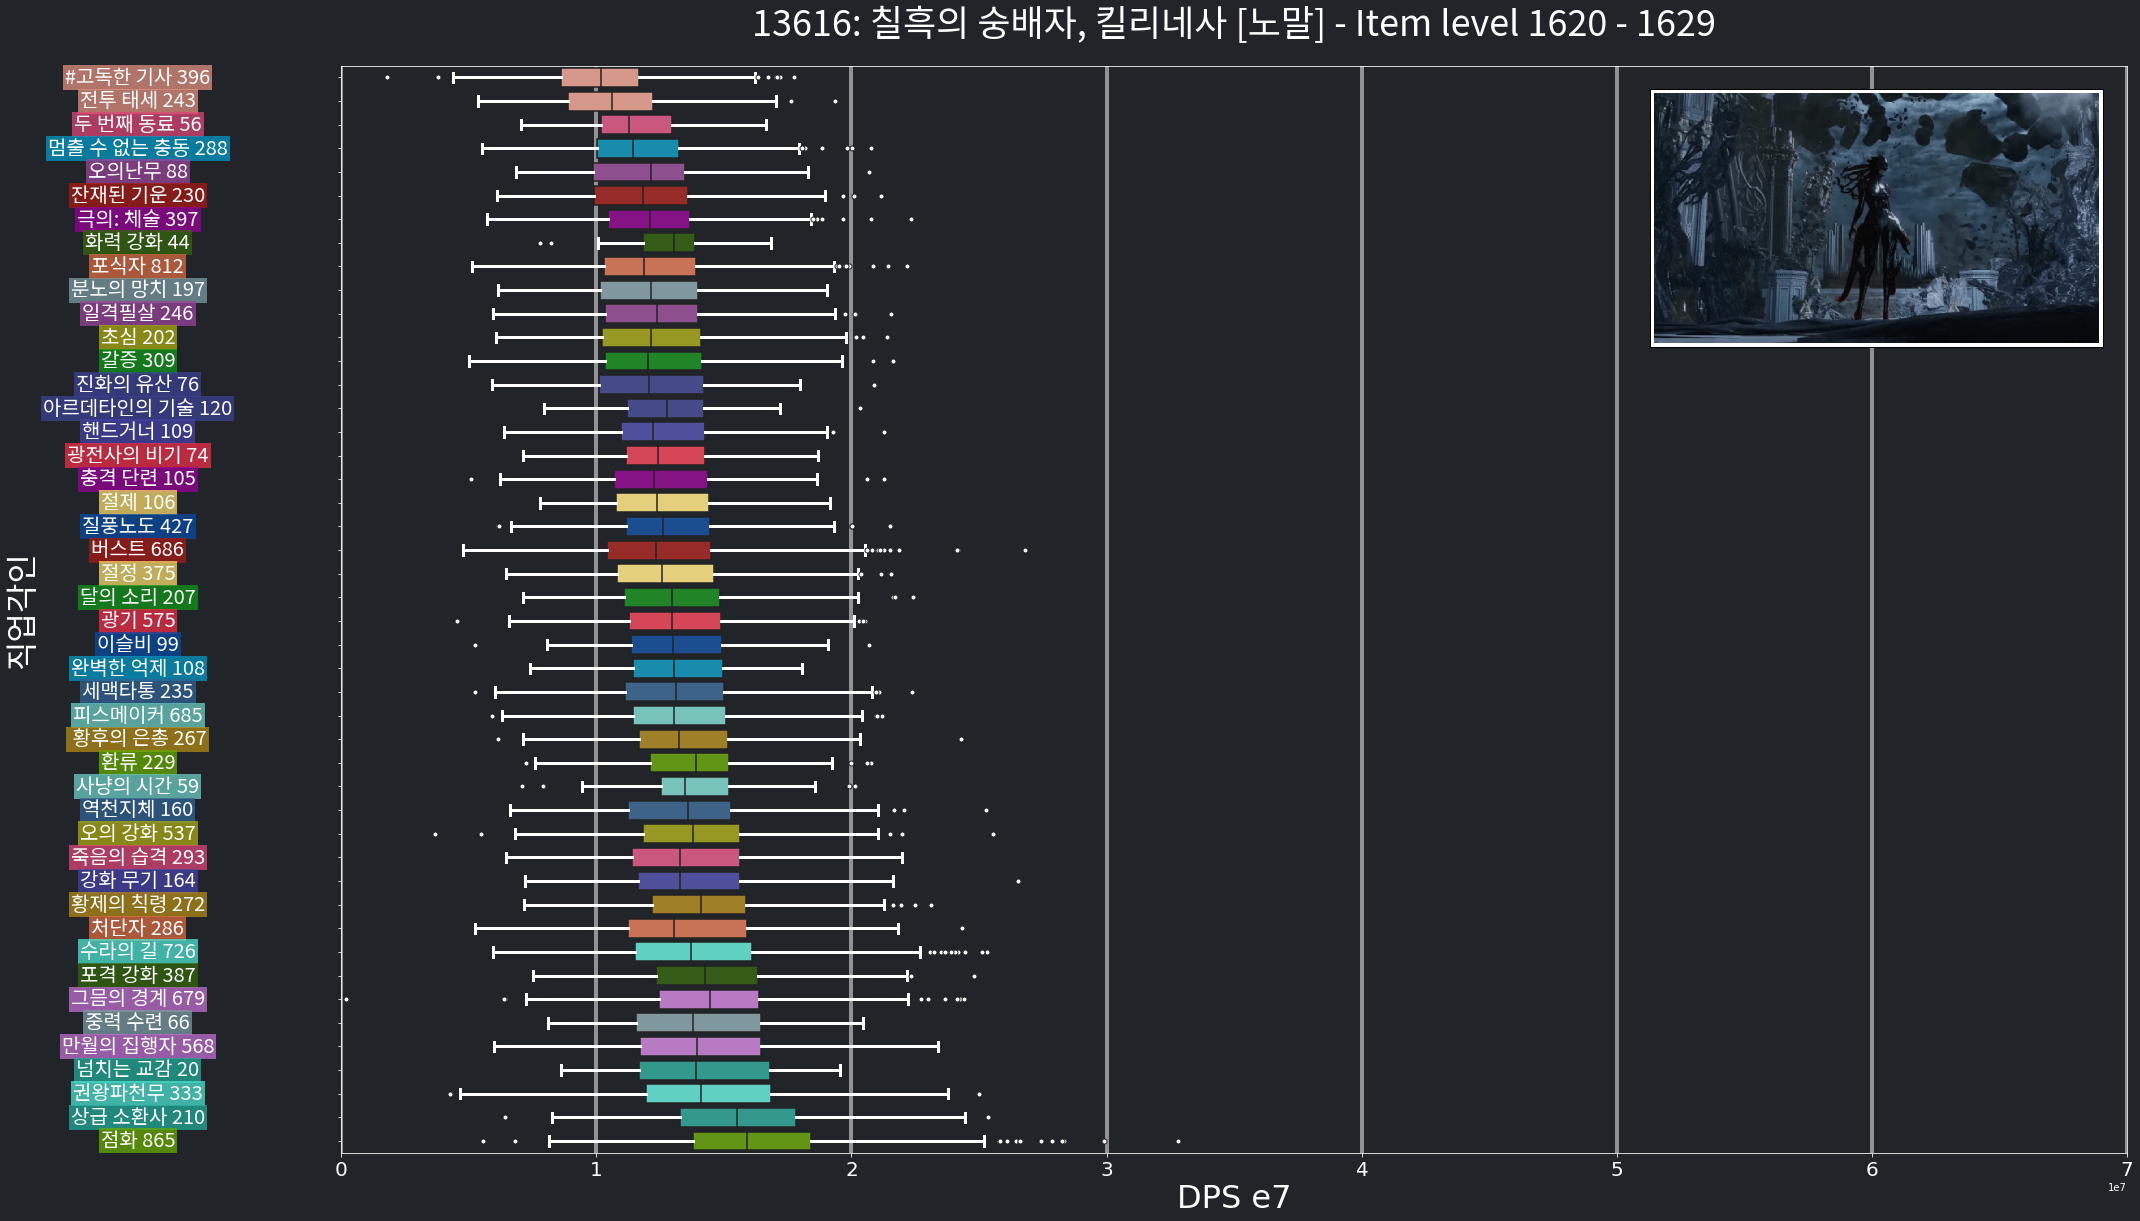 13616: 칠흑의 숭배자, 킬리네사 [노말] - Item level 1620 - 1629
#고독한 기사 396
전투 태세 243
두 번째 동료 56
멈출 수 없는 충동 288
오의난무 88
잔재된 기운 230
극의: 체술 397
화력 강화 44
포식자 812
분노의 망치 197
일격필살 246
초심 202
갈증 309
진화의 유산 76
아르데타인의 기술 120
핸드거너 109
광전사의 비기 74
충격 단련 105
절제 106
질풍노도 427
버스트 686
절정 375
달의 소리 207
광기 575
이슬비 99
완벽한 억제 108
세맥타통 235
피스메이커 685
황후의 은총 267
환류 229
사냥의 시간 59
역천지체 160
오의 강화 537
죽음의 습격 293
강화 무기 164
황제의 칙령 272
처단자 286
수라의 길 726
포격 강화 387
그믐의 경계 679
중력 수련 66
만월의 집행자 568
넘치는 교감 20
권왕파천무 333
상급 소환사 210
점화 865
직업각인
0 1 2 3 4 5 6 7
DPS e7
1e7